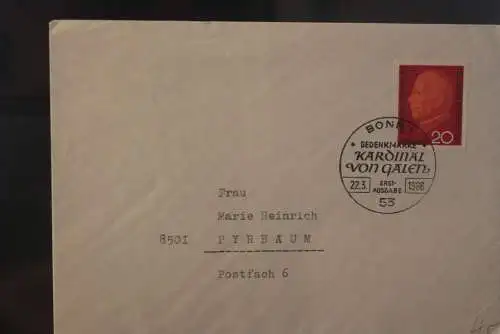 20
BONN 1
GEDENKMARKE
KARDINAL
VON GALEN
22.3. ERST- 1966
AUSGABE
53
Frau
Marie Heinrich
8501 PYRBAUM
Postfach 6